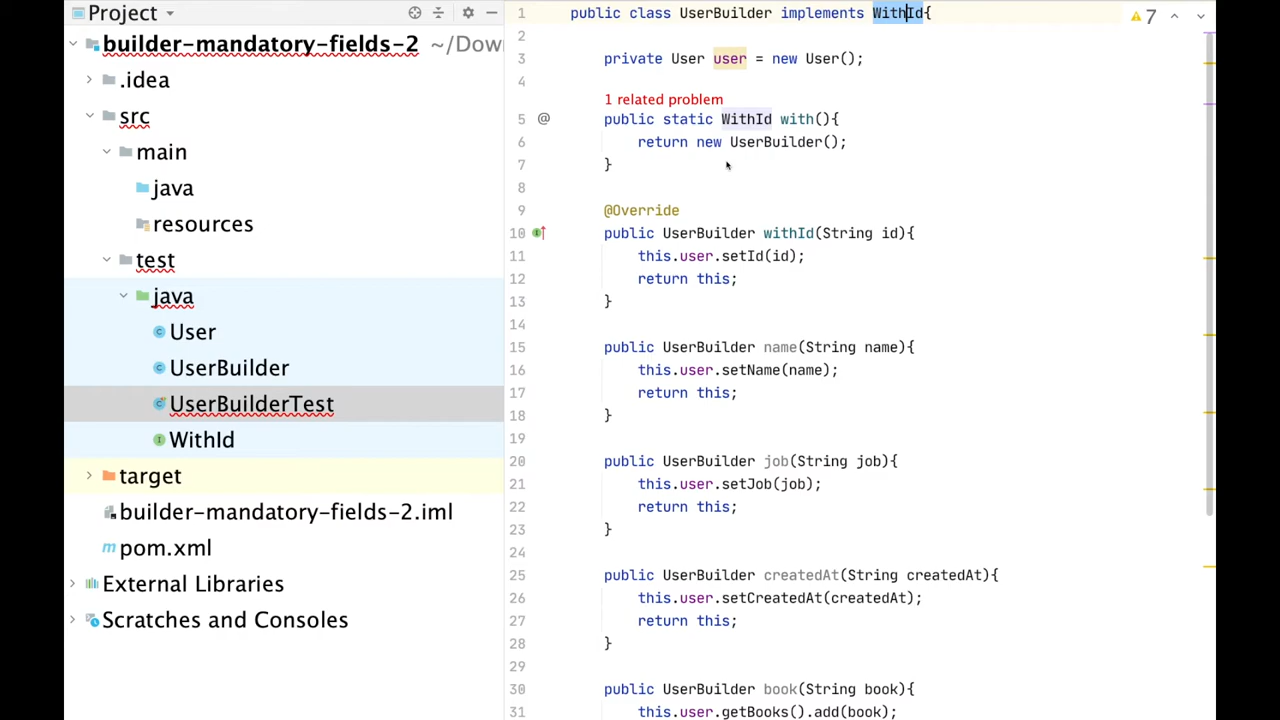 Project
builder-mandatory-fields-2 ~/Dow
.idea
src
main
java
resources
test
java
User
UserBuilder
UserBuilderTest
WithId
target
builder-mandatory-fields-2.iml
pom.xml
External Libraries
Scratches and Consoles
1 public class UserBuilder implements WithId{
7
2
3 private User user = new User();
4
1 related problem
5 @ public static WithId with(){
6 return new UserBuilder();
7 }
8
9 @Override
10 public UserBuilder withId(String id){
11 this.user.setId(id);
12 return this;
13 }
14
15 public UserBuilder name(String name){
16 this.user.setName(name);
17 return this;
18 }
19
20 public UserBuilder job(String job){
21 this.user.setJob(job);
22 return this;
23 }
24
25 public UserBuilder createdAt(String createdAt){
26 this.user.setCreatedAt(createdAt);
27 return this;
28 }
29
30 public UserBuilder book(String book){
31 this.user.getBooks().add(book);